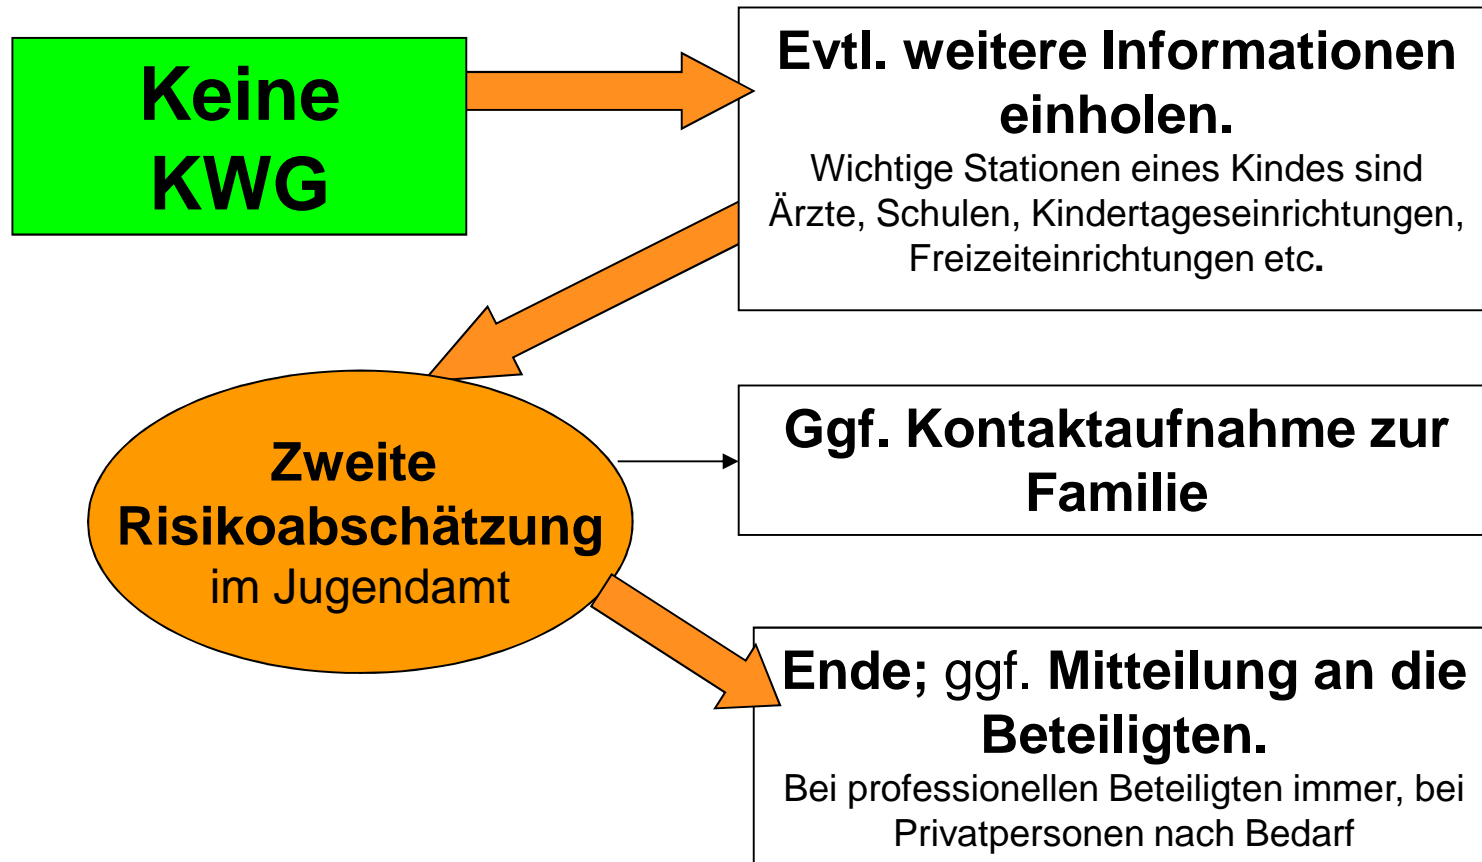 Keine
KWG
Evtl. weitere Informationen
einholen.
Wichtige Stationen eines Kindes sind
Ärzte, Schulen, Kindertageseinrichtungen,
Freizeiteinrichtungen etc.
Zweite
Risikoabschätzung
im Jugendamt
Ggf. Kontaktaufnahme zur
Familie
Ende; ggf. Mitteilung an die
Beteiligten.
Bei professionellen Beteiligten immer, bei
Privatpersonen nach Bedarf